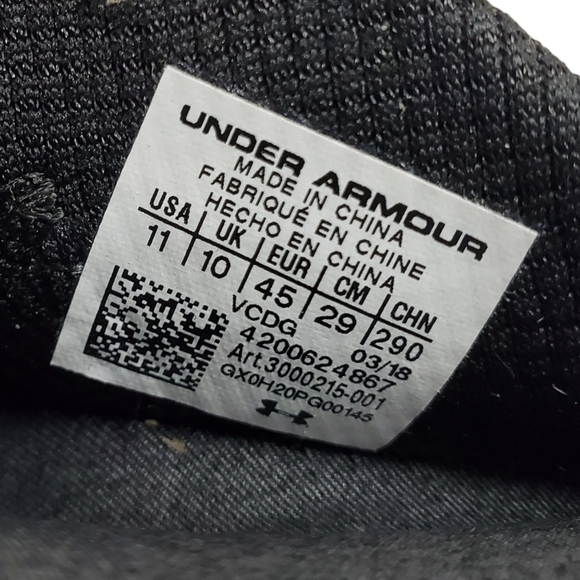 UNDER ARMOUR
MADE IN CHINA
FABRIQUÉ EN CHINE
HECHO EN CHINA
USA | UK | EUR | CM | CHN
11 | 10 | 45 | 29 | 290
VCDG 03/18
4200624867
Art.3000215-001
GX0H20PG00145